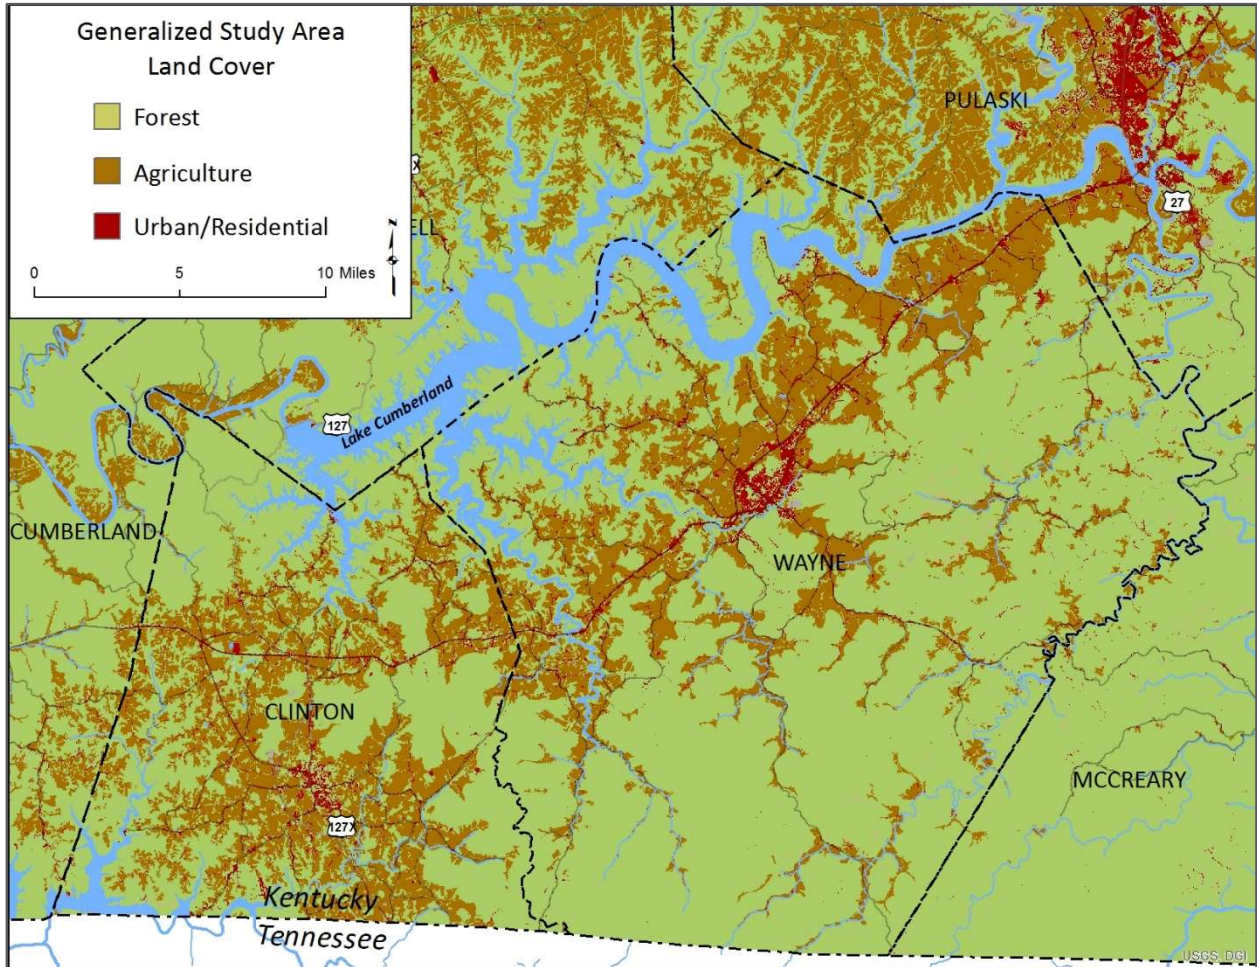 Generalized Study Area
Land Cover
Forest
Agriculture
Urban/Residential
0 5 10 Miles
N
X
ELL
PULASKI
27
127
Lake Cumberland
CUMBERLAND
WAYNE
CLINTON
MCCREARY
127X
Kentucky
Tennessee
USGS, DGI